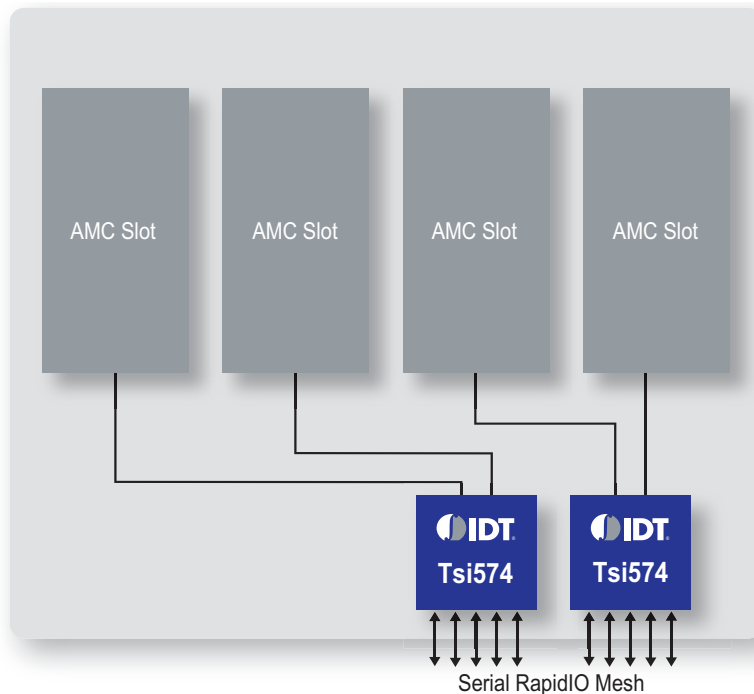 AMC Slot
AMC Slot
AMC Slot
AMC Slot
IDT.
Tsi574
IDT.
Tsi574
Serial RapidIO Mesh